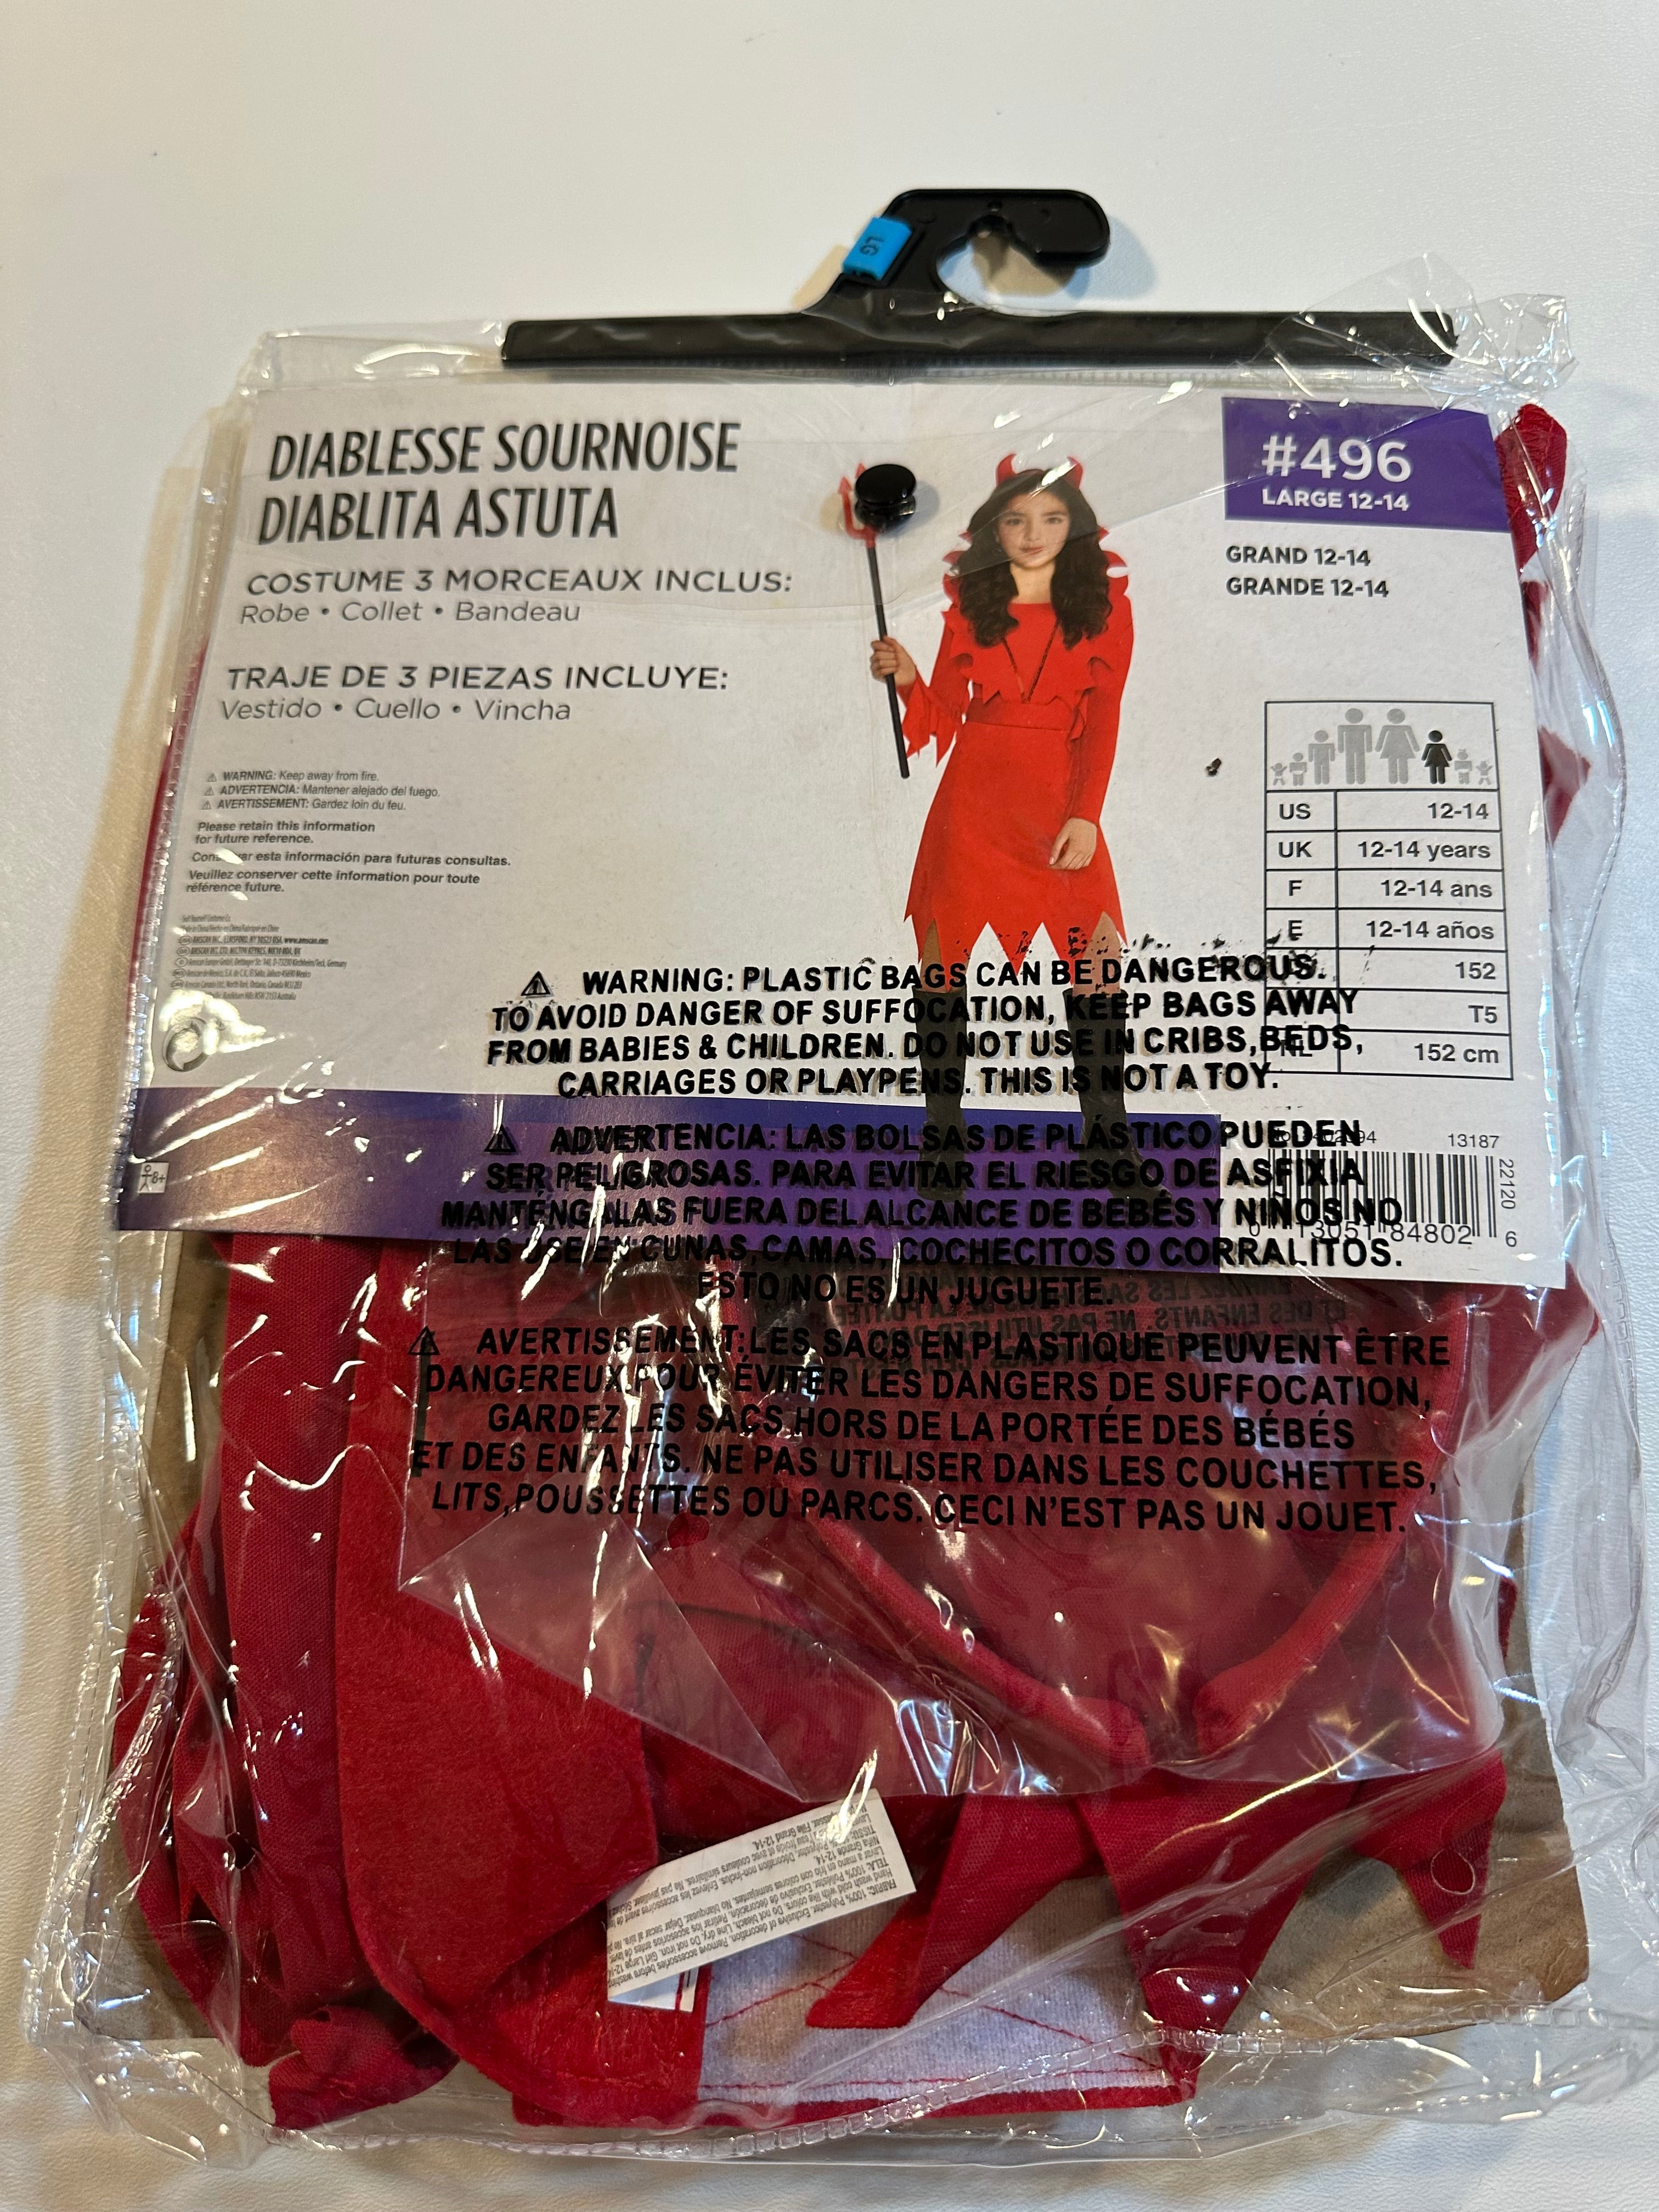 LG
DIABLESSE SOURNOISE
DIABLITA ASTUTA
COSTUME 3 MORCEAUX INCLUS:
Robe • Collet • Bandeau
TRAJE DE 3 PIEZAS INCLUYE:
Vestido • Cuello • Vincha
⚠ WARNING: Keep away from fire.
⚠ ADVERTENCIA: Mantener alejado del fuego.
⚠ AVERTISSEMENT: Gardez loin du feu.
Please retain this information
for future reference.
esta información para futuras consultas.
Veuillez conserver cette information pour toute
référence future.
#496
LARGE 12-14
GRAND 12-14
GRANDE 12-14
US 12-14
UK 12-14 years
F 12-14 ans
E 12-14 años
152
T5
NL 152 cm
⚠ WARNING: PLASTIC BAGS CAN BE DANGEROUS.
TO AVOID DANGER OF SUFFOCATION, KEEP BAGS AWAY
FROM BABIES & CHILDREN. DO NOT USE IN CRIBS, BEDS,
CARRIAGES OR PLAYPENS. THIS IS NOT A TOY.
⚠ ADVERTENCIA: LAS BOLSAS DE PLÁSTICO PUEDEN
SER PELIGROSAS. PARA EVITAR EL RIESGO DE ASFIXIA
MANTÉNGALAS FUERA DEL ALCANCE DE BEBÉS Y NIÑOS NO
LAS USE EN CUNAS, CAMAS, COCHECITOS O CORRALITOS.
ESTO NO ES UN JUGUETE.
⚠ AVERTISSEMENT: LES SACS EN PLASTIQUE PEUVENT ÊTRE
DANGEREUX. POUR ÉVITER LES DANGERS DE SUFFOCATION,
GARDEZ LES SACS HORS DE LA PORTÉE DES BÉBÉS
ET DES ENFANTS. NE PAS UTILISER DANS LES COUCHETTES,
LITS, POUSSETTES OU PARCS. CECI N'EST PAS UN JOUET.
8+
13187
22120
0 13051 84802 6